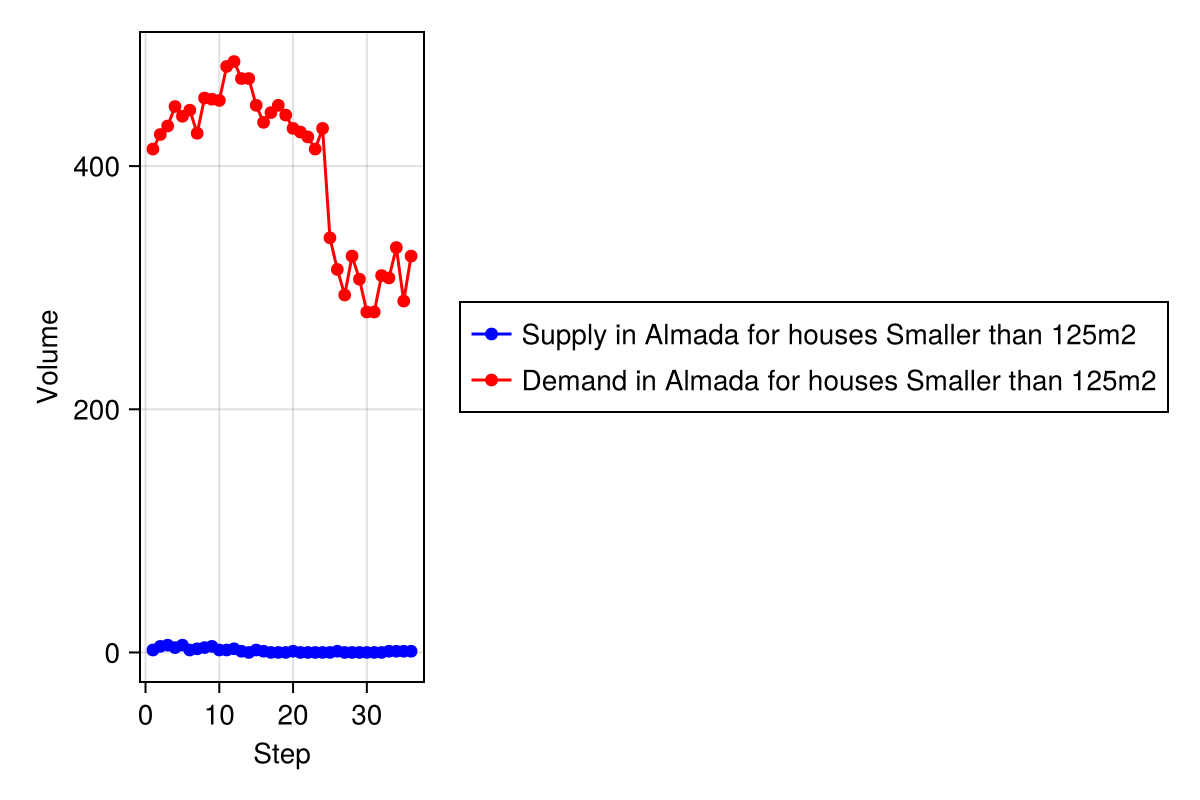 Volume
400
200
0
0 10 20 30
Step
Supply in Almada for houses Smaller than 125m2
Demand in Almada for houses Smaller than 125m2